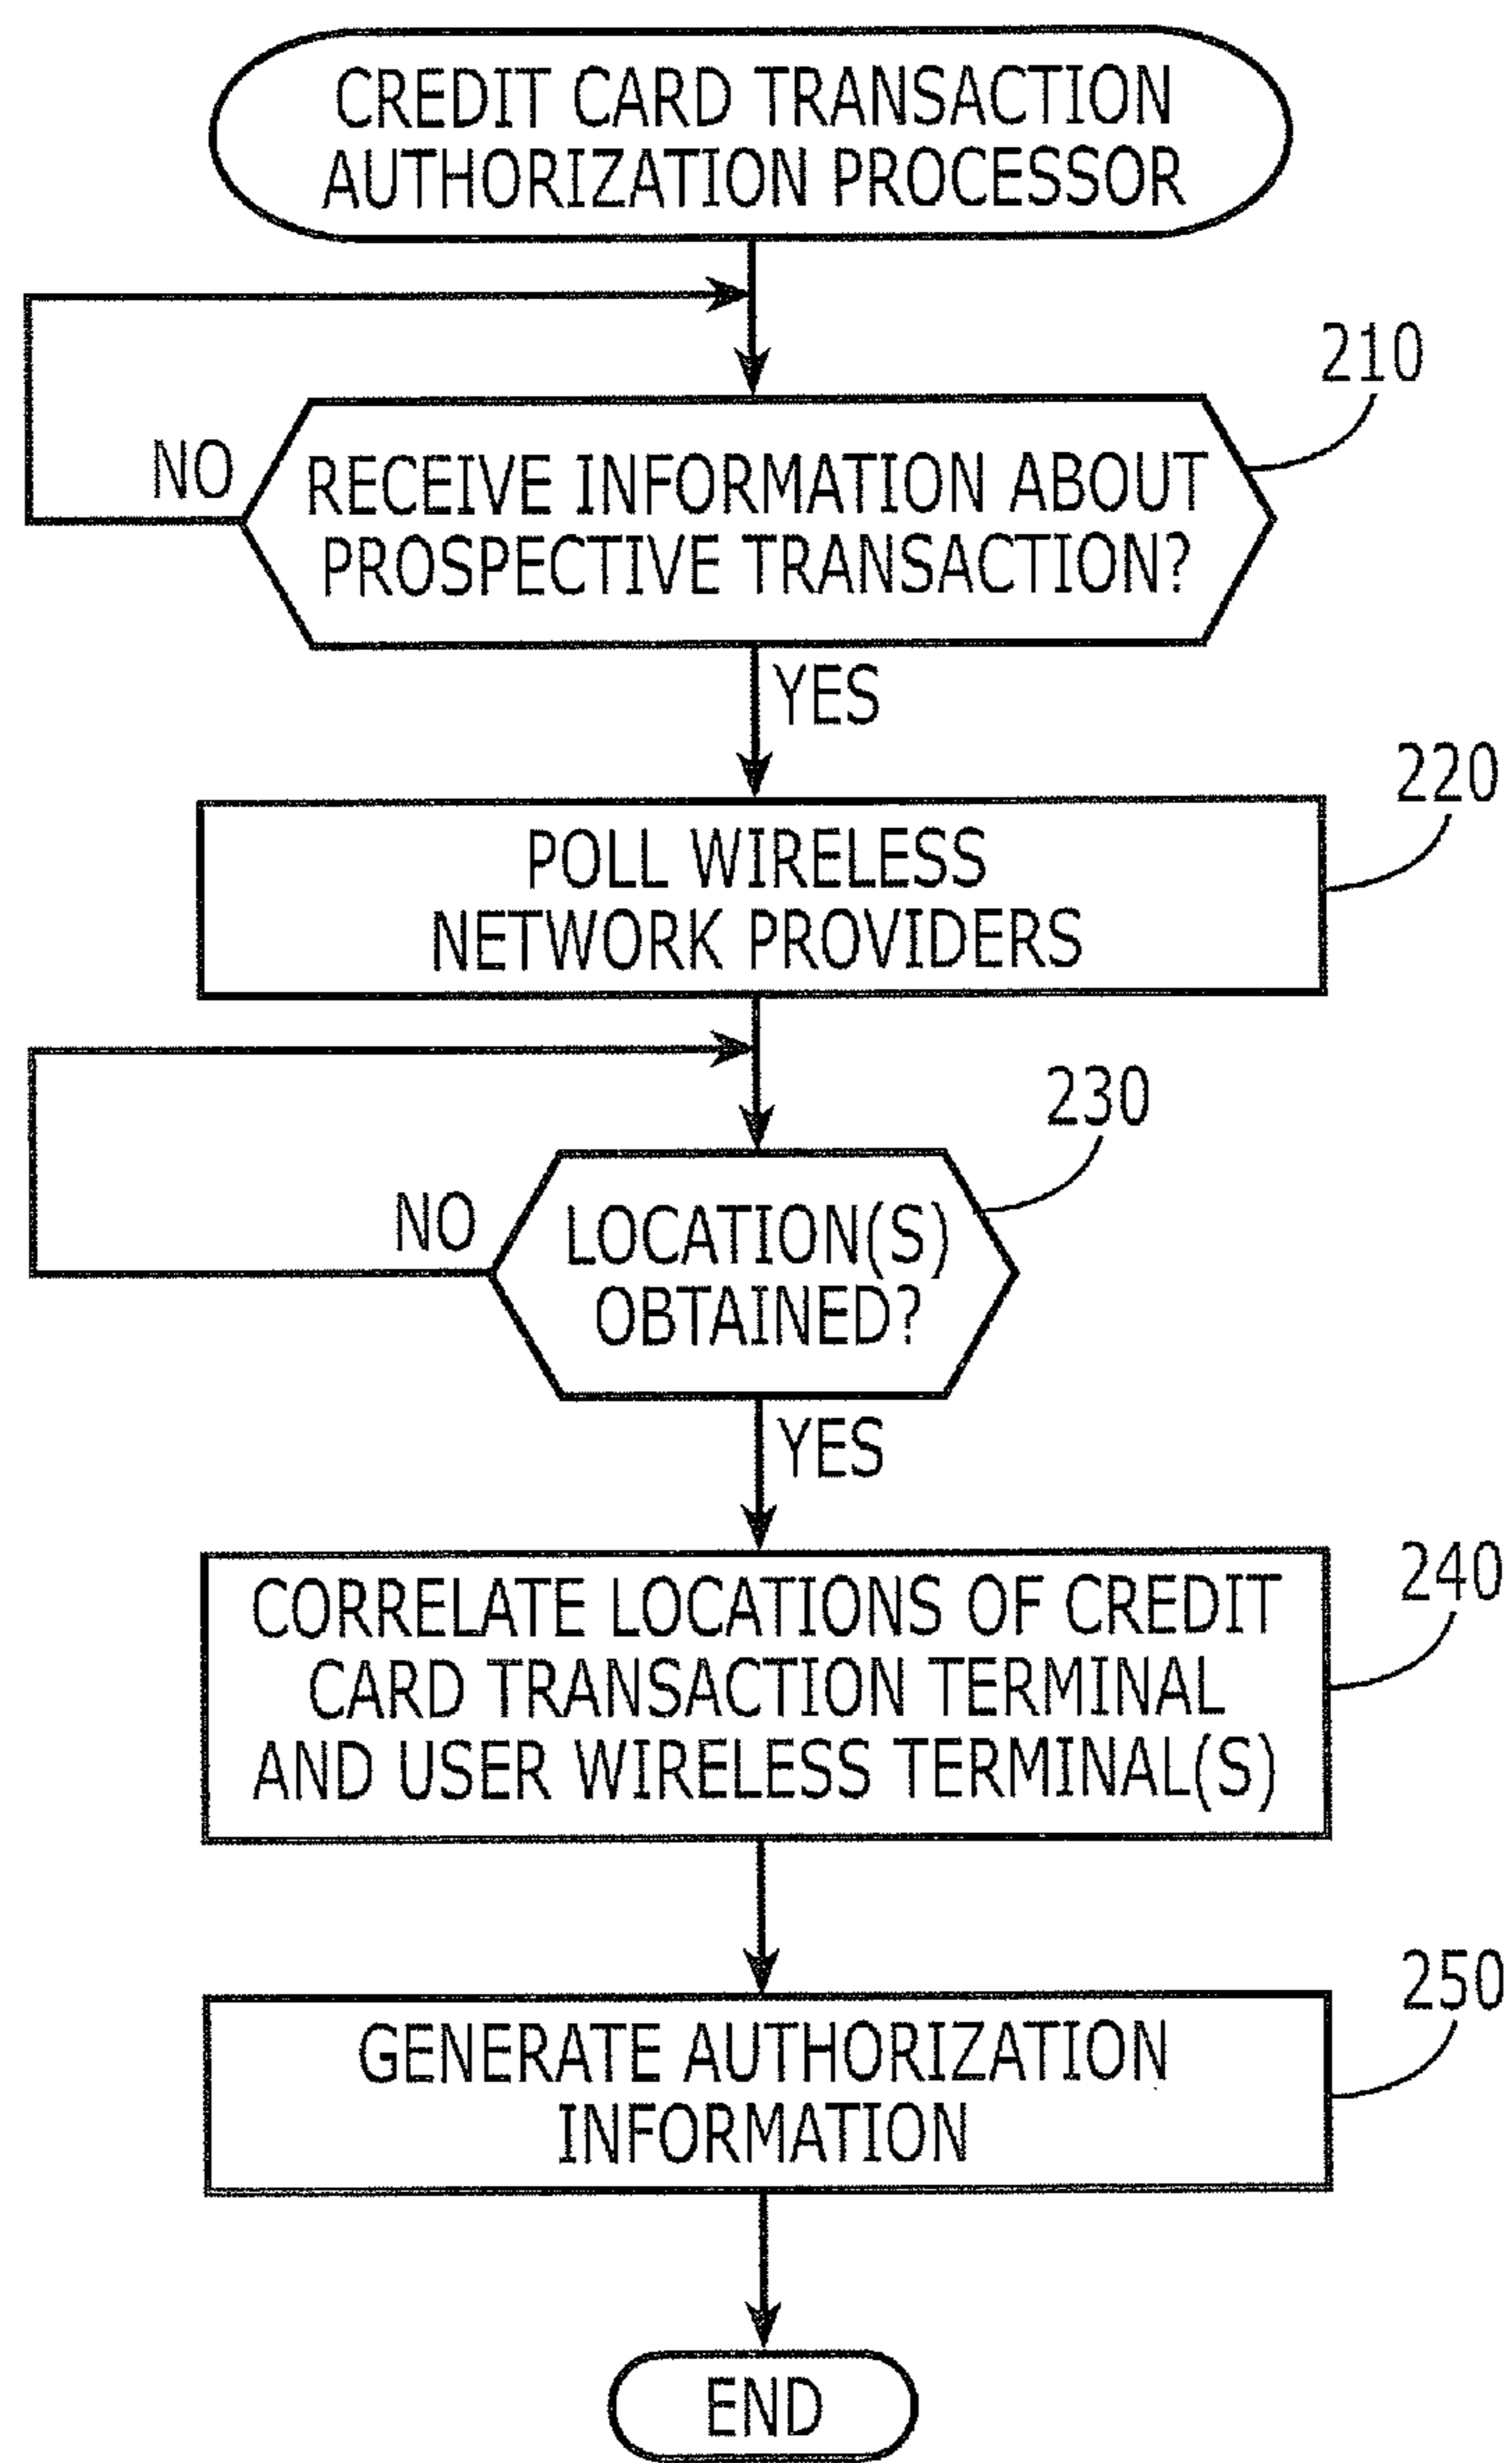 CREDIT CARD TRANSACTION
AUTHORIZATION PROCESSOR
210
NO
RECEIVE INFORMATION ABOUT
PROSPECTIVE TRANSACTION?
YES
220
POLL WIRELESS
NETWORK PROVIDERS
230
NO
LOCATION(S)
OBTAINED?
YES
240
CORRELATE LOCATIONS OF CREDIT
CARD TRANSACTION TERMINAL
AND USER WIRELESS TERMINAL(S)
250
GENERATE AUTHORIZATION
INFORMATION
END